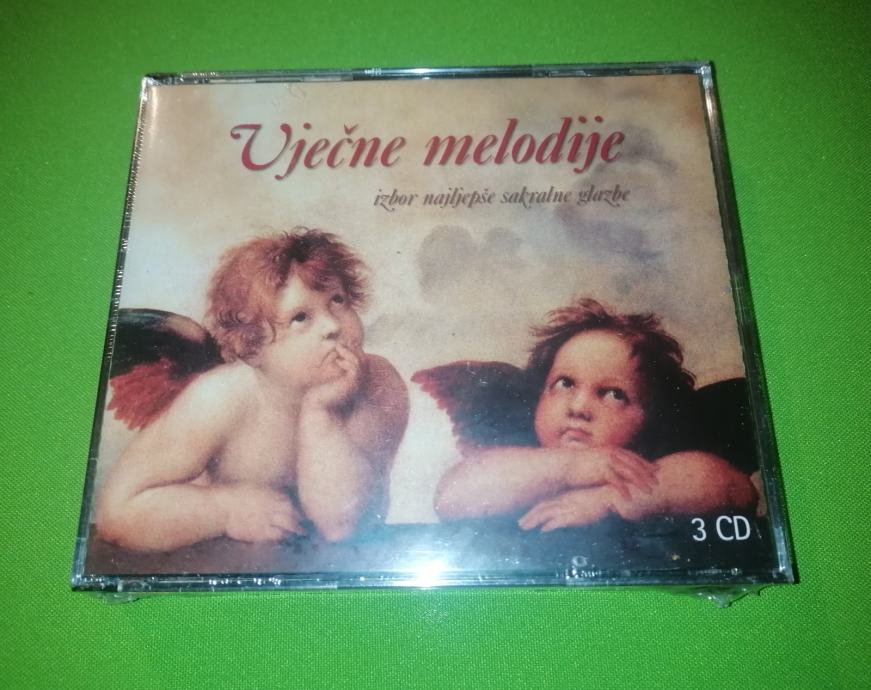 Vječne melodije
izbor najljepše sakralne glazbe
3 CD